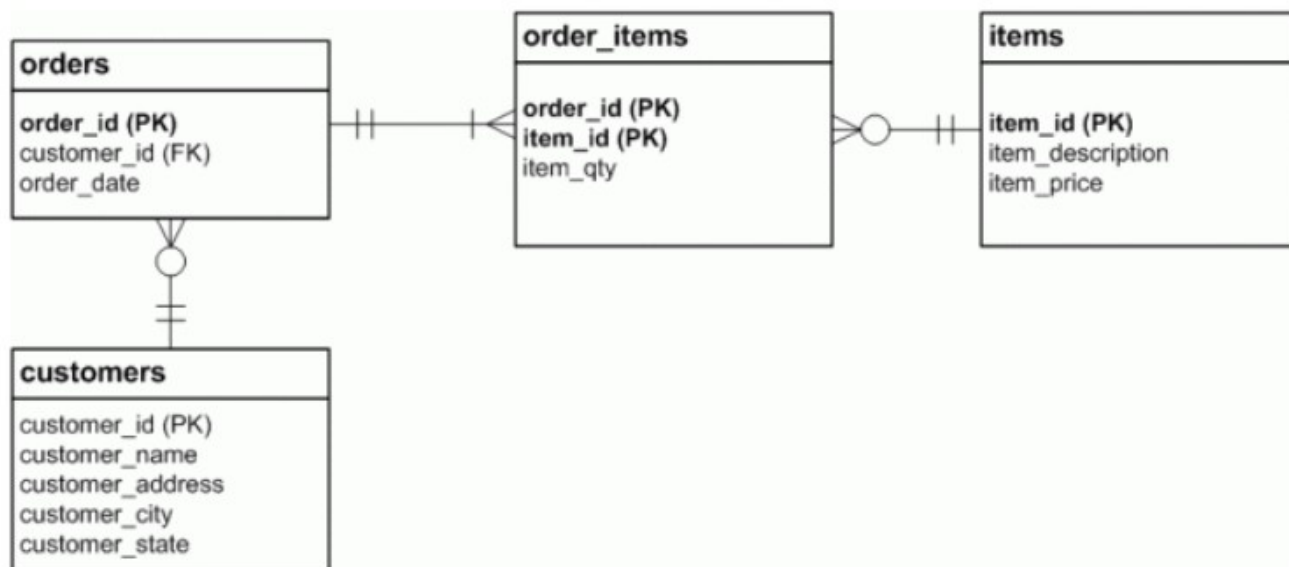 orders
order_id (PK)
customer_id (FK)
order_date
order_items
order_id (PK)
item_id (PK)
item_qty
items
item_id (PK)
item_description
item_price
customers
customer_id (PK)
customer_name
customer_address
customer_city
customer_state